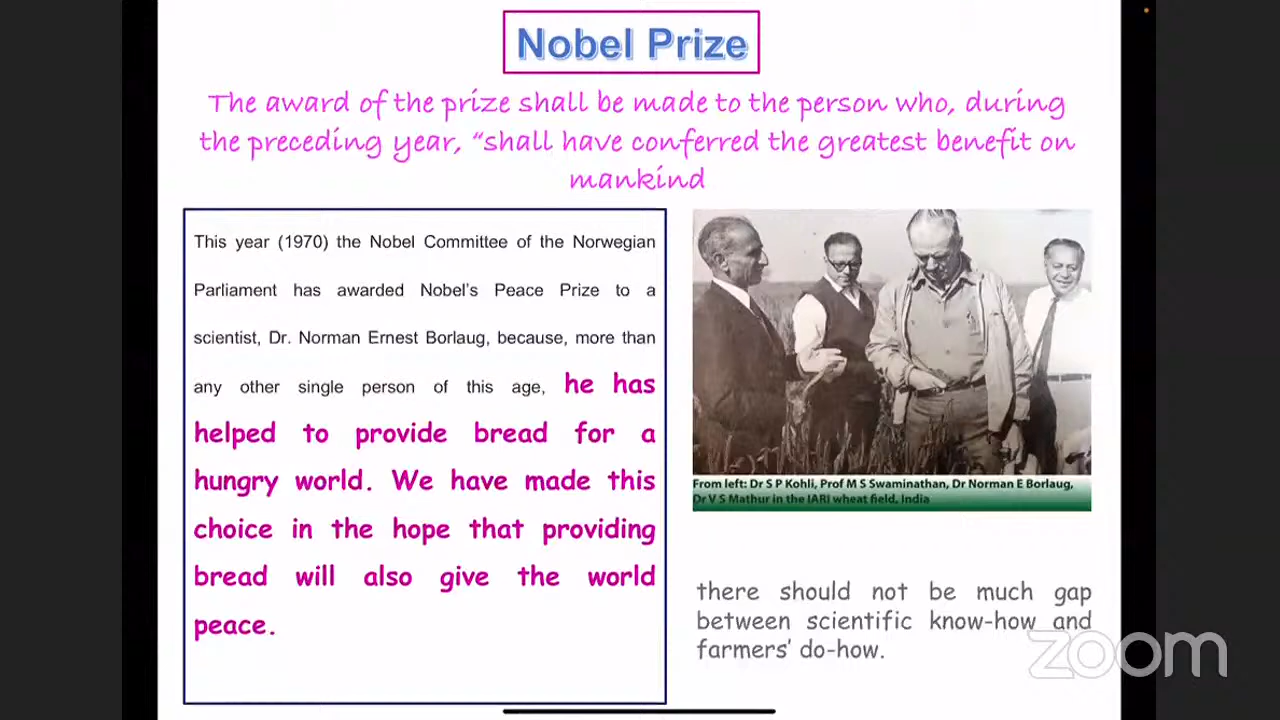 Nobel Prize
The award of the prize shall be made to the person who, during
the preceding year, “shall have conferred the greatest benefit on
mankind
This year (1970) the Nobel Committee of the Norwegian
Parliament has awarded Nobel’s Peace Prize to a
scientist, Dr. Norman Ernest Borlaug, because, more than
any other single person of this age, he has
helped to provide bread for a
hungry world. We have made this
choice in the hope that providing
bread will also give the world
peace.
From left: Dr S P Kohli, Prof M S Swaminathan, Dr Norman E Borlaug,
Dr V S Mathur in the IARI wheat field, India
there should not be much gap
between scientific know-how and
farmers’ do-how.
zoom